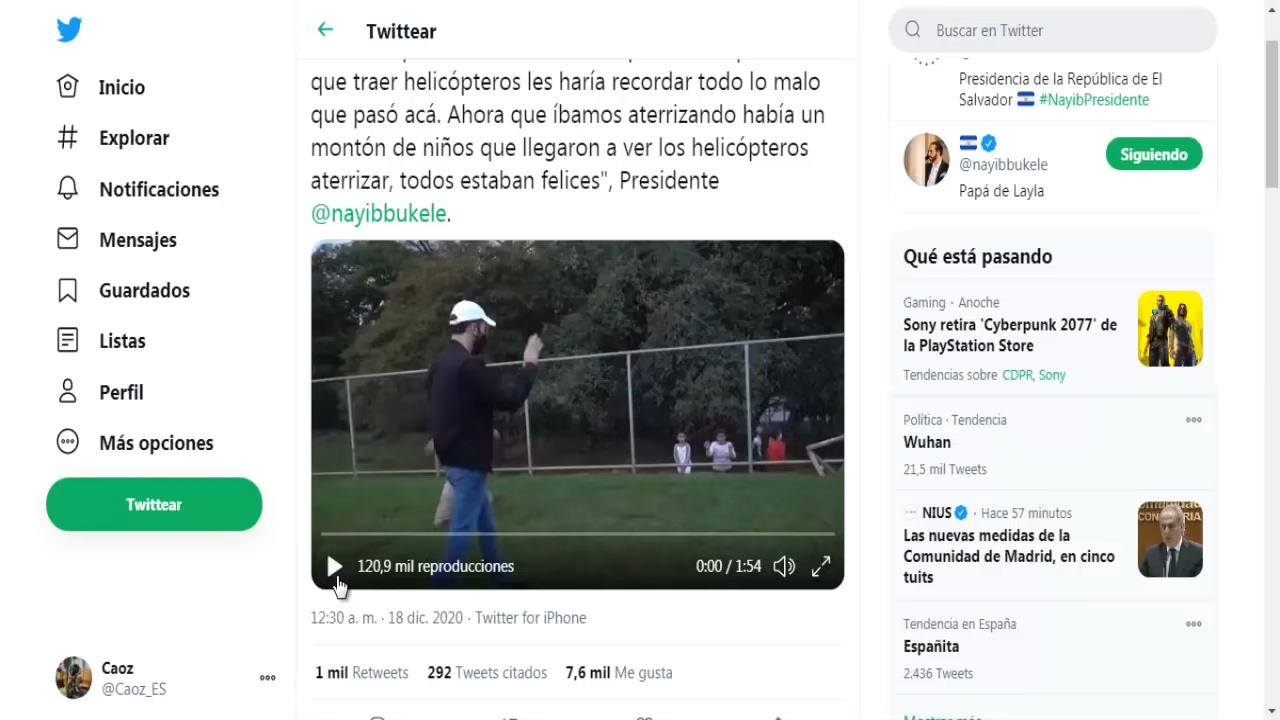 Twittear
que traer helicópteros les haría recordar todo lo malo
que pasó acá. Ahora que íbamos aterrizando había un
montón de niños que llegaron a ver los helicópteros
aterrizar, todos estaban felices", Presidente
@nayibbukele.
120,9 mil reproducciones
0:00 / 1:54
12:30 a. m. · 18 dic. 2020 · Twitter for iPhone
1 mil Retweets 292 Tweets citados 7,6 mil Me gusta
Inicio
Explorar
Notificaciones
Mensajes
Guardados
Listas
Perfil
Más opciones
Twittear
Caoz
@Caoz_ES
Buscar en Twitter
Presidencia de la República de El
Salvador #NayibPresidente
@nayibbukele
Siguiendo
Papá de Layla
Qué está pasando
Gaming · Anoche
Sony retira 'Cyberpunk 2077' de
la PlayStation Store
Tendencias sobre CDPR, Sony
Política · Tendencia
Wuhan
21,5 mil Tweets
NIUS · Hace 57 minutos
Las nuevas medidas de la
Comunidad de Madrid, en cinco
tuits
Tendencia en España
Españita
2.436 Tweets